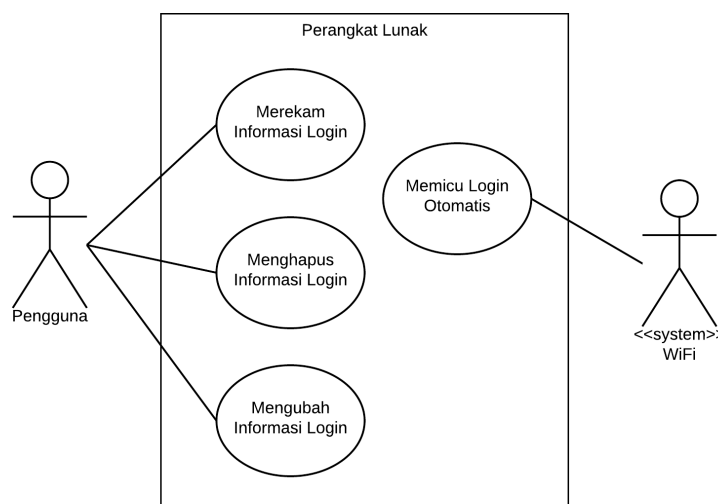 Perangkat Lunak
Merekam
Informasi Login
Memicu Login
Otomatis
Menghapus
Informasi Login
Pengguna
<<system>>
WiFi
Mengubah
Informasi Login